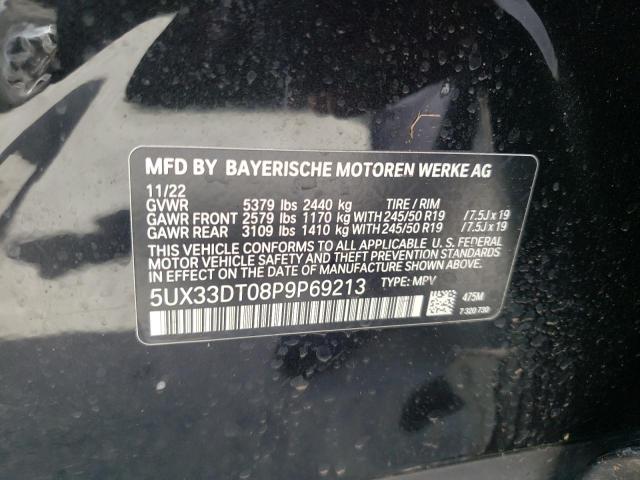 MFD BY BAYERISCHE MOTOREN WERKE AG
11/22
GVWR 5379 lbs 2440 kg TIRE / RIM
GAWR FRONT 2579 lbs 1170 kg WITH 245/50 R19 / 7.5J x 19
GAWR REAR 3109 lbs 1410 kg WITH 245/50 R19 / 7.5J x 19
THIS VEHICLE CONFORMS TO ALL APPLICABLE U. S. FEDERAL
MOTOR VEHICLE SAFETY AND THEFT PREVENTION STANDARDS
IN EFFECT ON THE DATE OF MANUFACTURE SHOWN ABOVE.
5UX33DT08P9P69213 TYPE: MPV
475M
7 320 730